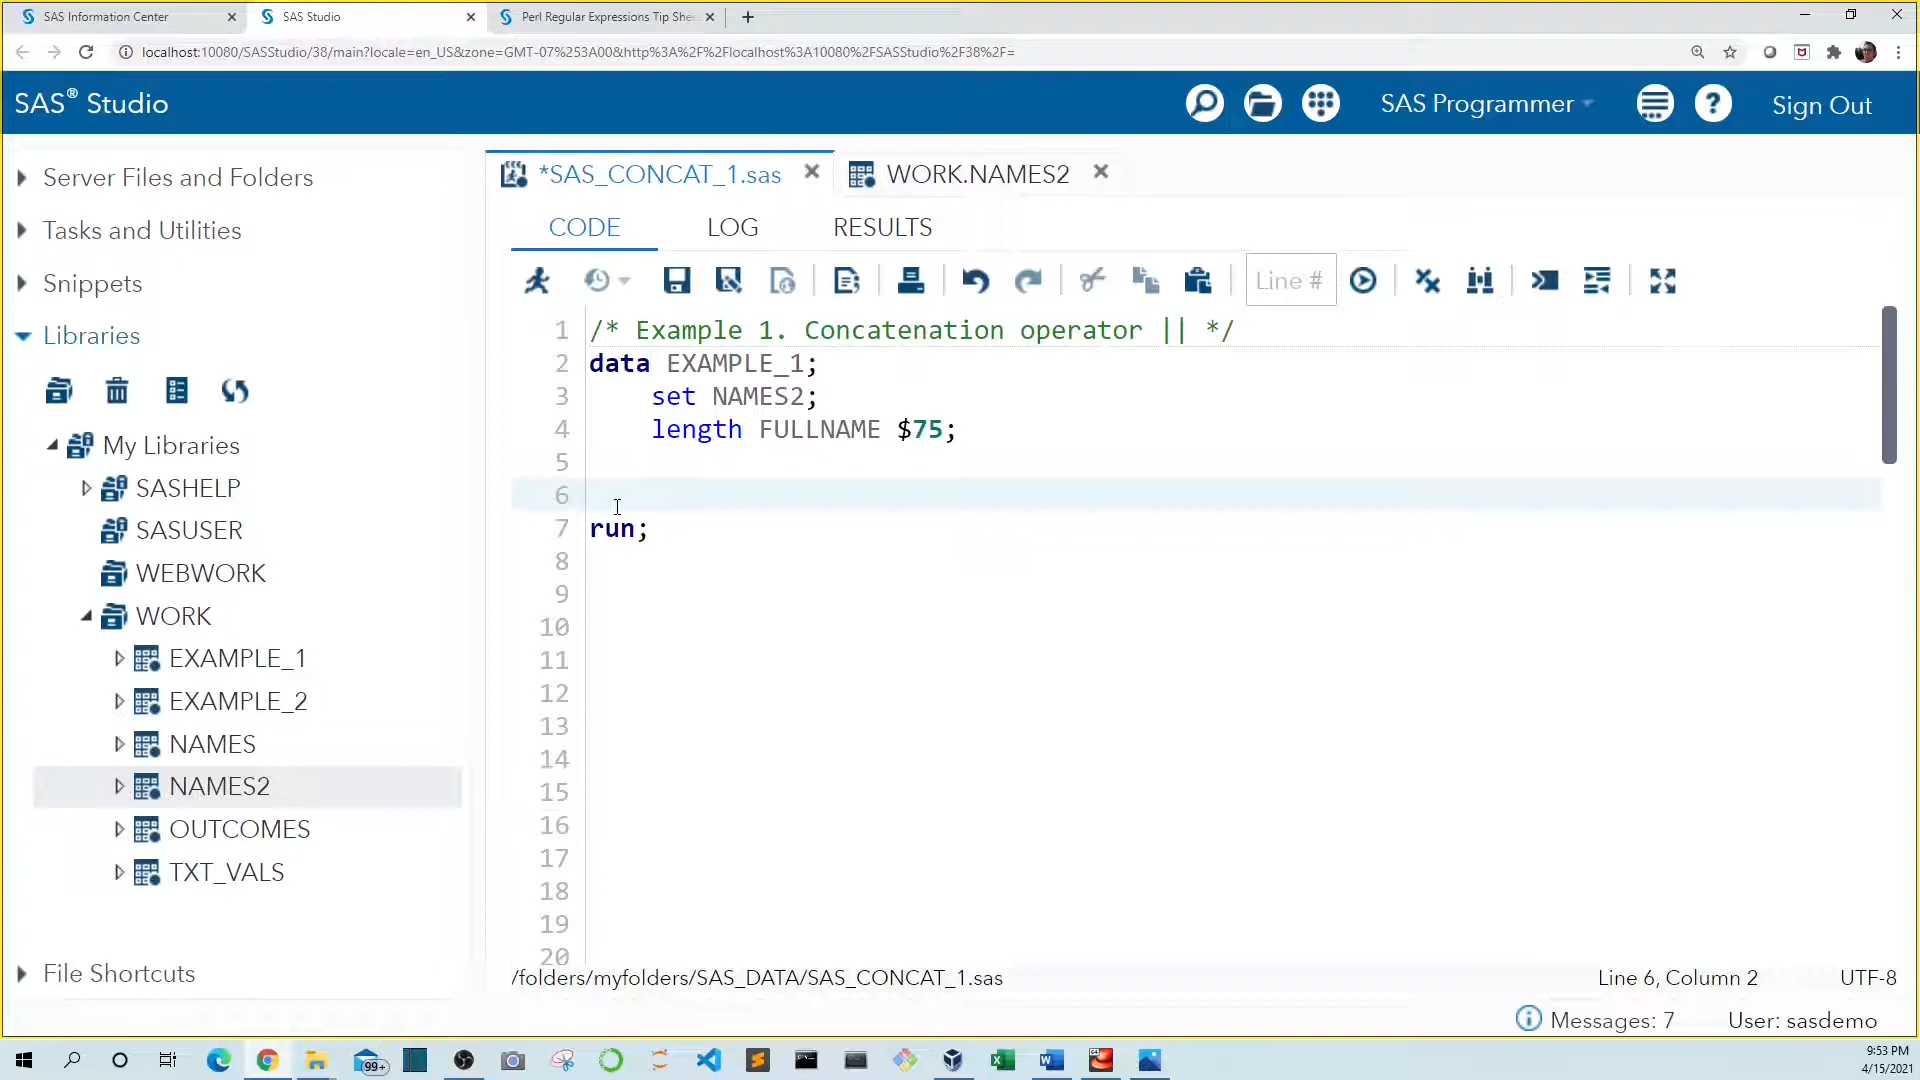 SAS Information Center
SAS Studio
Perl Regular Expressions Tip She
localhost:10080/SASStudio/38/main?locale=en_US&zone=GMT-07%253A00&http%3A%2F%2Flocalhost%3A10080%2FSASStudio%2F38%2F=
SAS® Studio
SAS Programmer
Sign Out
Server Files and Folders
Tasks and Utilities
Snippets
Libraries
My Libraries
SASHELP
SASUSER
WEBWORK
WORK
EXAMPLE_1
EXAMPLE_2
NAMES
NAMES2
OUTCOMES
TXT_VALS
File Shortcuts
*SAS_CONCAT_1.sas
WORK.NAMES2
CODE LOG RESULTS
Line #
1 /* Example 1. Concatenation operator || */
2 data EXAMPLE_1;
3 set NAMES2;
4 length FULLNAME $75;
5
6
7 run;
8
9
10
11
12
13
14
15
16
17
18
19
20
/folders/myfolders/SAS_DATA/SAS_CONCAT_1.sas
Line 6, Column 2
UTF-8
Messages: 7
User: sasdemo
99+
9:53 PM
4/15/2021